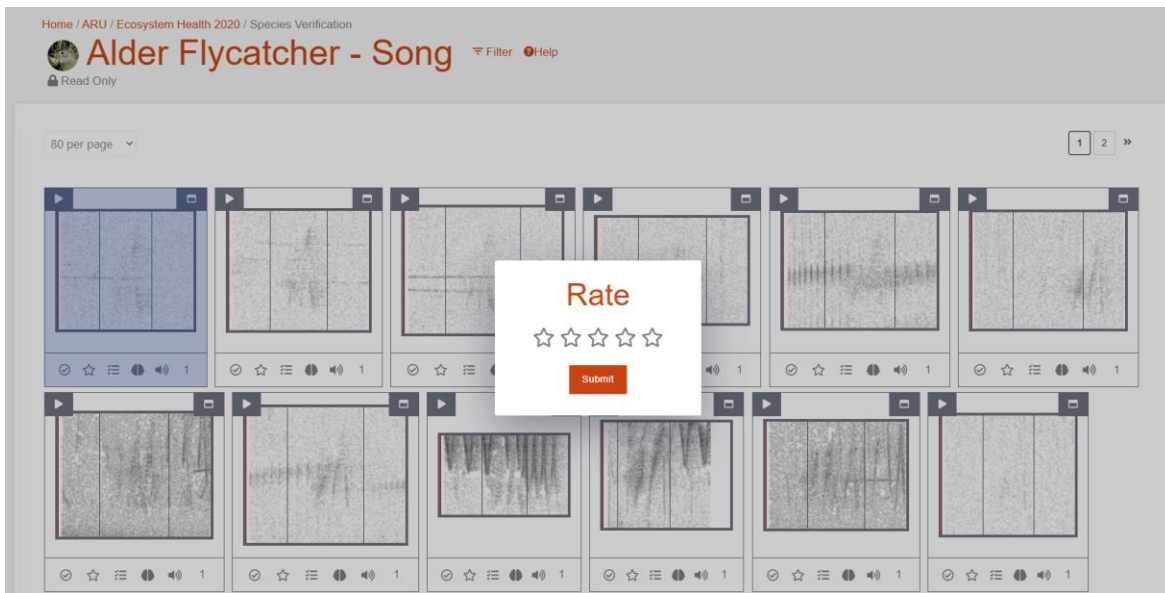 Home / ARU / Ecosystem Health 2020 / Species Verification
Alder Flycatcher - Song Filter Help
Read Only
80 per page 1 2 »
Rate
Submit
1 1 1 1 1
1 1 1 1 1 1